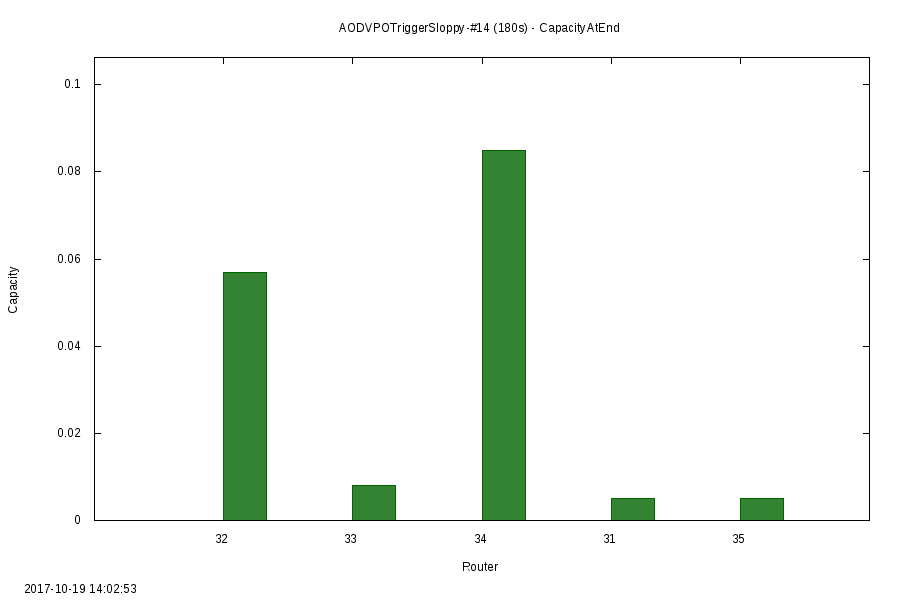 AODVPOTriggerSloppy-#14 (180s) - CapacityAtEnd
0.1
0.08
0.06
0.04
0.02
0
Capacity
32 33 34 31 35
Router
2017-10-19 14:02:53